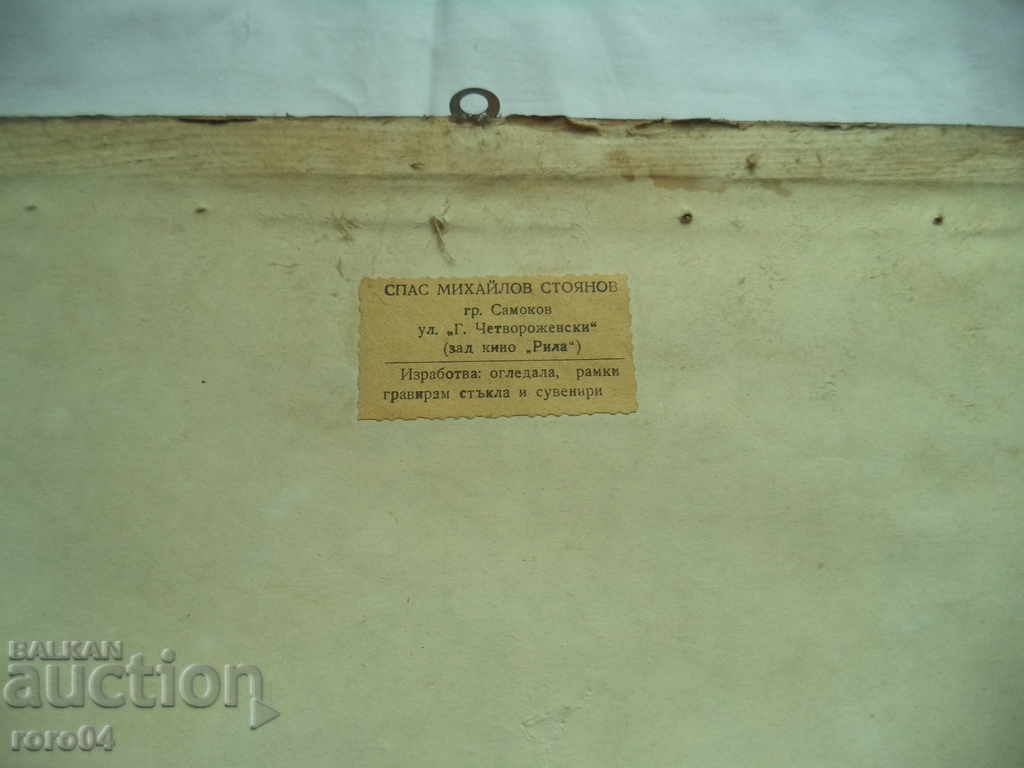 СПАС МИХАЙЛОВ СТОЯНОВ
гр. Самоков
ул. „Г. Четвороженски“
(зад кино „Рила“)
Изработва: огледала, рамки
гравирам стъкла и сувенири
BALKAN
auction
roro04